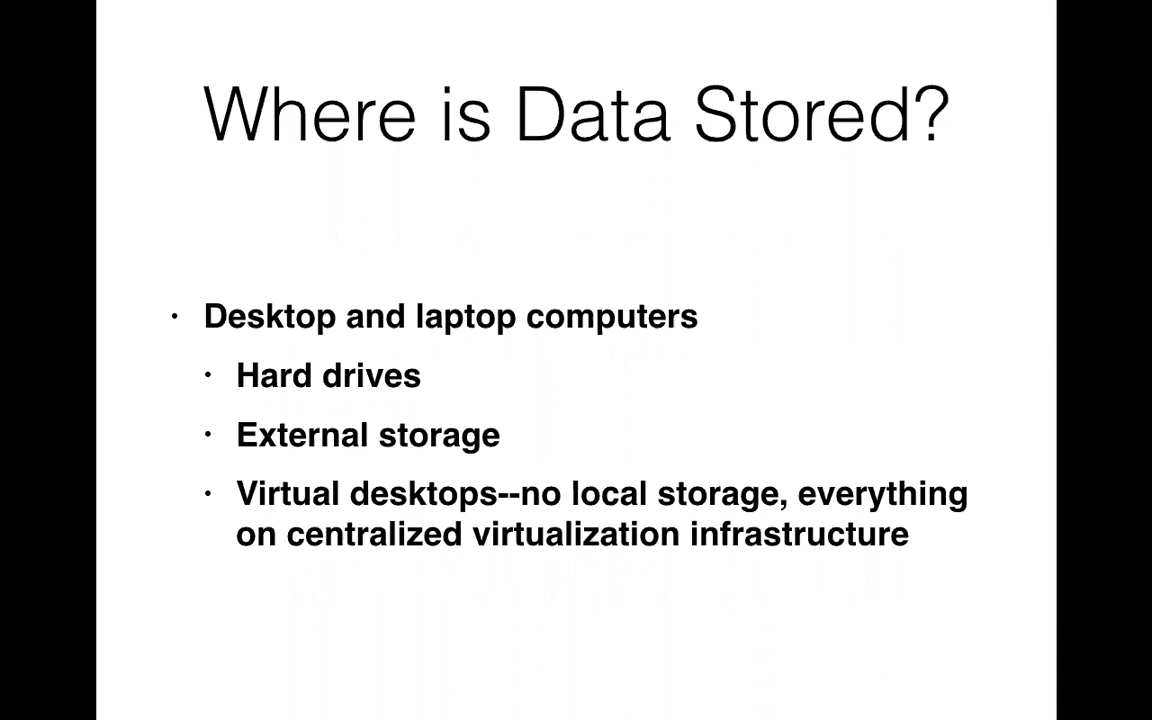 Where is Data Stored?
• Desktop and laptop computers
• Hard drives
• External storage
• Virtual desktops--no local storage, everything
on centralized virtualization infrastructure